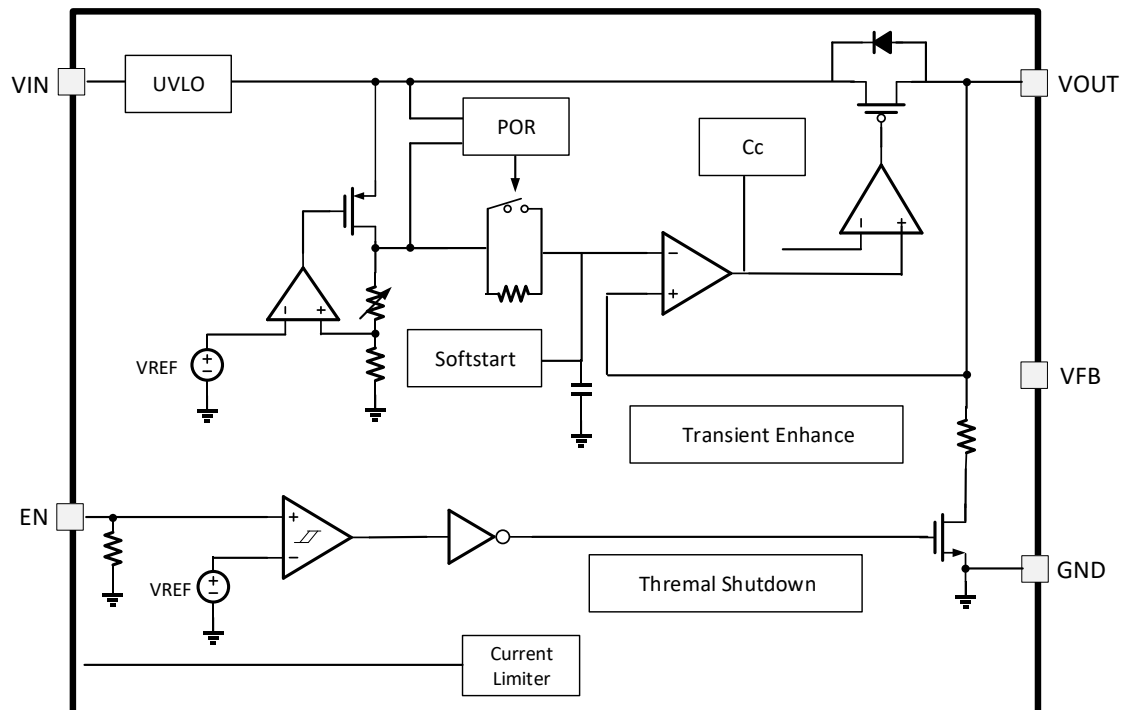 VIN
UVLO
VOUT
POR
Cc
−
+
I
+
I
+
VREF
+
−
Softstart
VFB
Transient Enhance
EN
+
−
VREF
+
−
Thremal Shutdown
GND
Current
Limiter